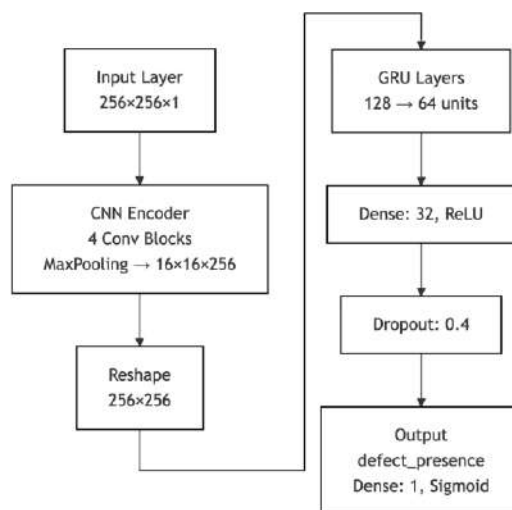 Input Layer
256×256×1
CNN Encoder
4 Conv Blocks
MaxPooling → 16×16×256
Reshape
256×256
GRU Layers
128 → 64 units
Dense: 32, ReLU
Dropout: 0.4
Output
defect_presence
Dense: 1, Sigmoid